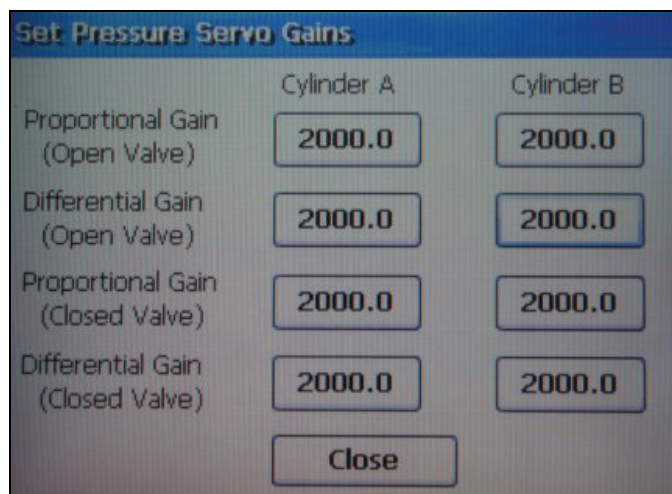 Set Pressure Servo Gains
Cylinder A Cylinder B
Proportional Gain
(Open Valve) 2000.0 2000.0
Differential Gain
(Open Valve) 2000.0 2000.0
Proportional Gain
(Closed Valve) 2000.0 2000.0
Differential Gain
(Closed Valve) 2000.0 2000.0
Close